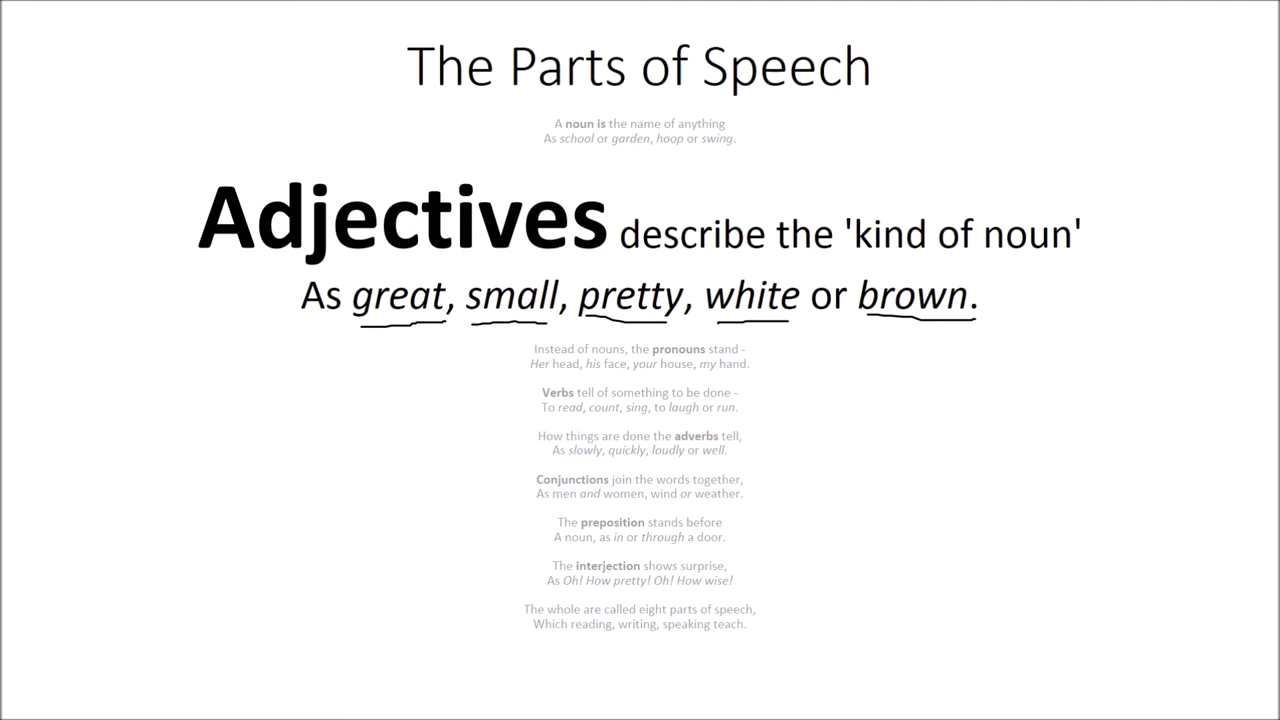 The Parts of Speech
A noun is the name of anything
As school or garden, hoop or swing.
Adjectives describe the 'kind of noun'
As great, small, pretty, white or brown.
Instead of nouns, the pronouns stand -
Her head, his face, your house, my hand.
Verbs tell of something to be done -
To read, count, sing, to laugh or run.
How things are done the adverbs tell,
As slowly, quickly, loudly or well.
Conjunctions join the words together,
As men and women, wind or weather.
The preposition stands before
A noun, as in or through a door.
The interjection shows surprise,
As Oh! How pretty! Oh! How wise!
The whole are called eight parts of speech,
Which reading, writing, speaking teach.